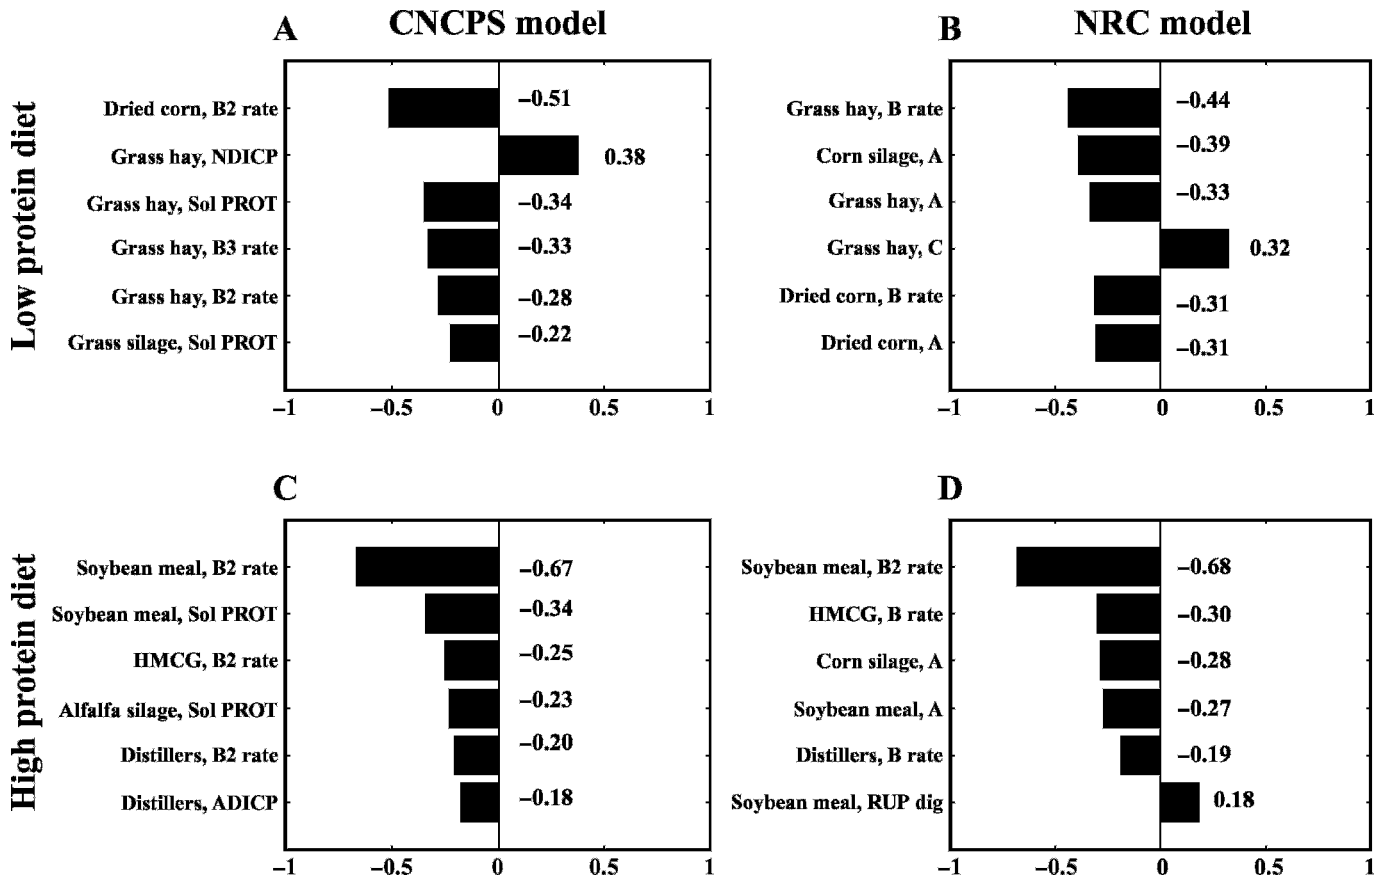 A CNCPS model
B NRC model
Low protein diet
Dried corn, B2 rate −0.51
Grass hay, NDICP 0.38
Grass hay, Sol PROT −0.34
Grass hay, B3 rate −0.33
Grass hay, B2 rate −0.28
Grass silage, Sol PROT −0.22
−1 −0.5 0 0.5 1
Grass hay, B rate −0.44
Corn silage, A −0.39
Grass hay, A −0.33
Grass hay, C 0.32
Dried corn, B rate −0.31
Dried corn, A −0.31
−1 −0.5 0 0.5 1
High protein diet
C
Soybean meal, B2 rate −0.67
Soybean meal, Sol PROT −0.34
HMCG, B2 rate −0.25
Alfalfa silage, Sol PROT −0.23
Distillers, B2 rate −0.20
Distillers, ADICP −0.18
−1 −0.5 0 0.5 1
D
Soybean meal, B2 rate −0.68
HMCG, B rate −0.30
Corn silage, A −0.28
Soybean meal, A −0.27
Distillers, B rate −0.19
Soybean meal, RUP dig 0.18
−1 −0.5 0 0.5 1